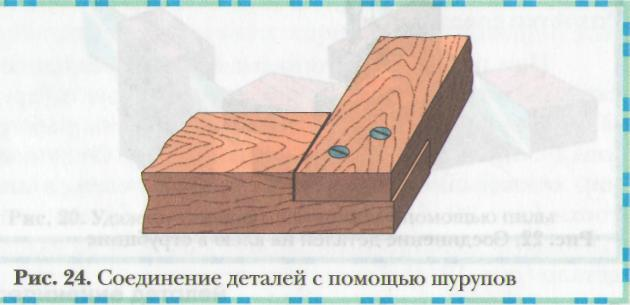 Рис. 24. Соединение деталей с помощью шурупов